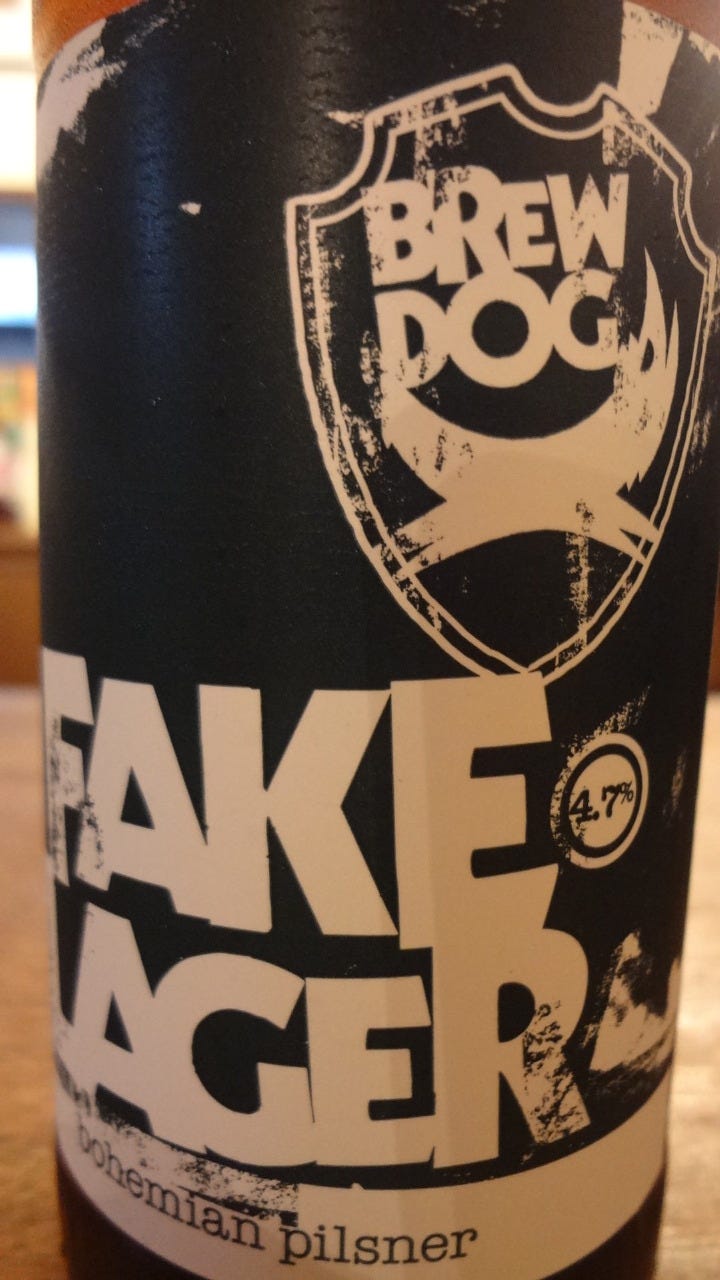 BREW
DOG
FAKE
4.7%
LAGER
bohemian pilsner